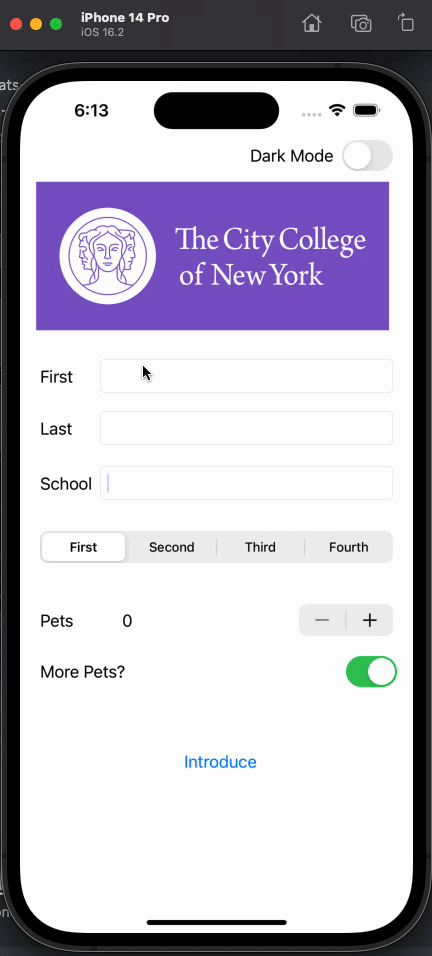 iPhone 14 Pro
iOS 16.2
ats
6:13
Dark Mode
The City College
of New York
First
Last
School
First Second Third Fourth
Pets 0
More Pets?
Introduce